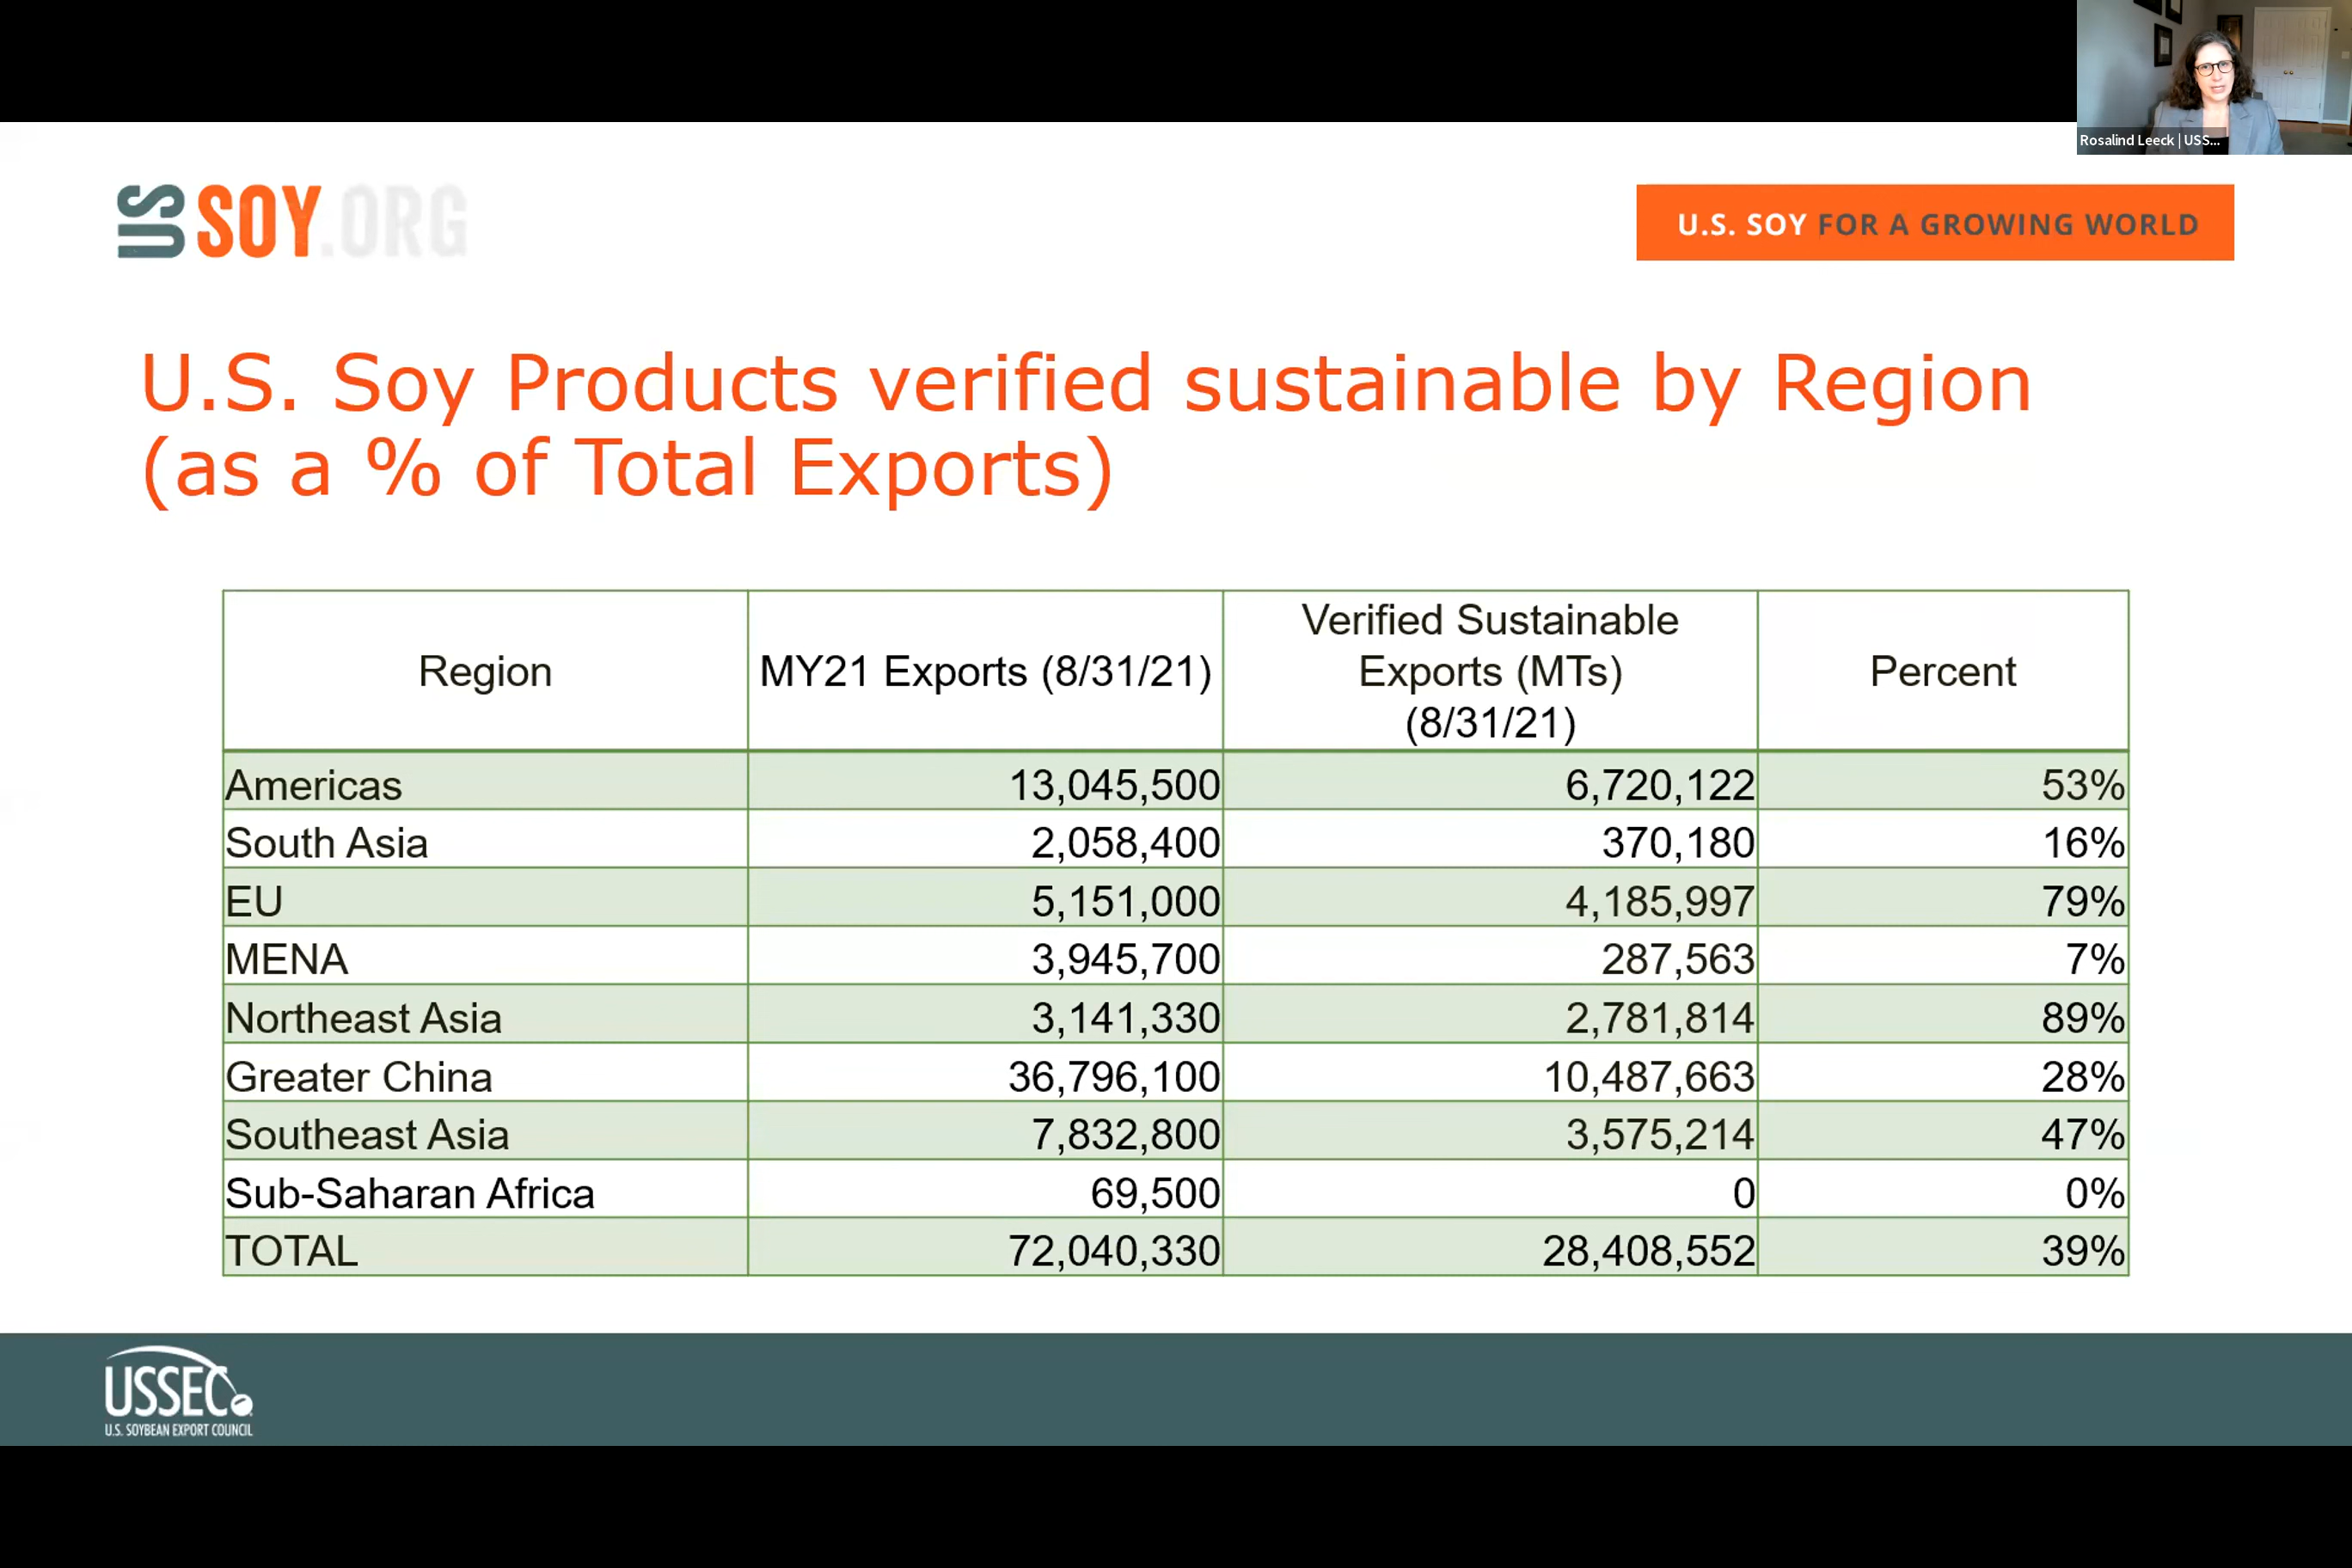 Rosalind Leeck | USS...
US SOY.ORG
U.S. SOY FOR A GROWING WORLD
U.S. Soy Products verified sustainable by Region
(as a % of Total Exports)
Region MY21 Exports (8/31/21) Verified Sustainable Exports (MTs) (8/31/21) Percent
Americas 13,045,500 6,720,122 53%
South Asia 2,058,400 370,180 16%
EU 5,151,000 4,185,997 79%
MENA 3,945,700 287,563 7%
Northeast Asia 3,141,330 2,781,814 89%
Greater China 36,796,100 10,487,663 28%
Southeast Asia 7,832,800 3,575,214 47%
Sub-Saharan Africa 69,500 0 0%
TOTAL 72,040,330 28,408,552 39%
USSEC
U.S. SOYBEAN EXPORT COUNCIL